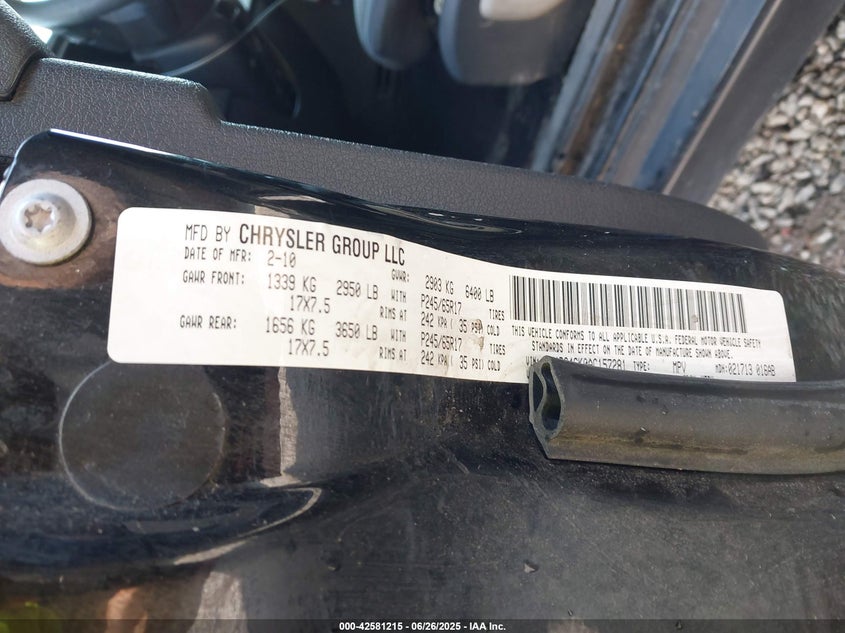 MFD BY CHRYSLER GROUP LLC
DATE OF MFR: 2-10 GVWR: 2903 KG 6400 LB
GAWR FRONT: 1339 KG 2950 LB WITH P245/65R17 TIRES
17X7.5 RIMS AT 242 KPA( 35 PSI) COLD
GAWR REAR: 1656 KG 3650 LB WITH P245/65R17 TIRES
17X7.5 RIMS AT 242 KPA( 35 PSI) COLD
THIS VEHICLE CONFORMS TO ALL APPLICABLE U.S.A. FEDERAL MOTOR VEHICLE SAFETY
STANDARDS IN EFFECT ON THE DATE OF MANUFACTURE SHOWN ABOVE.
TYPE: MPV MDH:021713 016AB
000-42581215 | 06/26/2025 - IAA Inc.